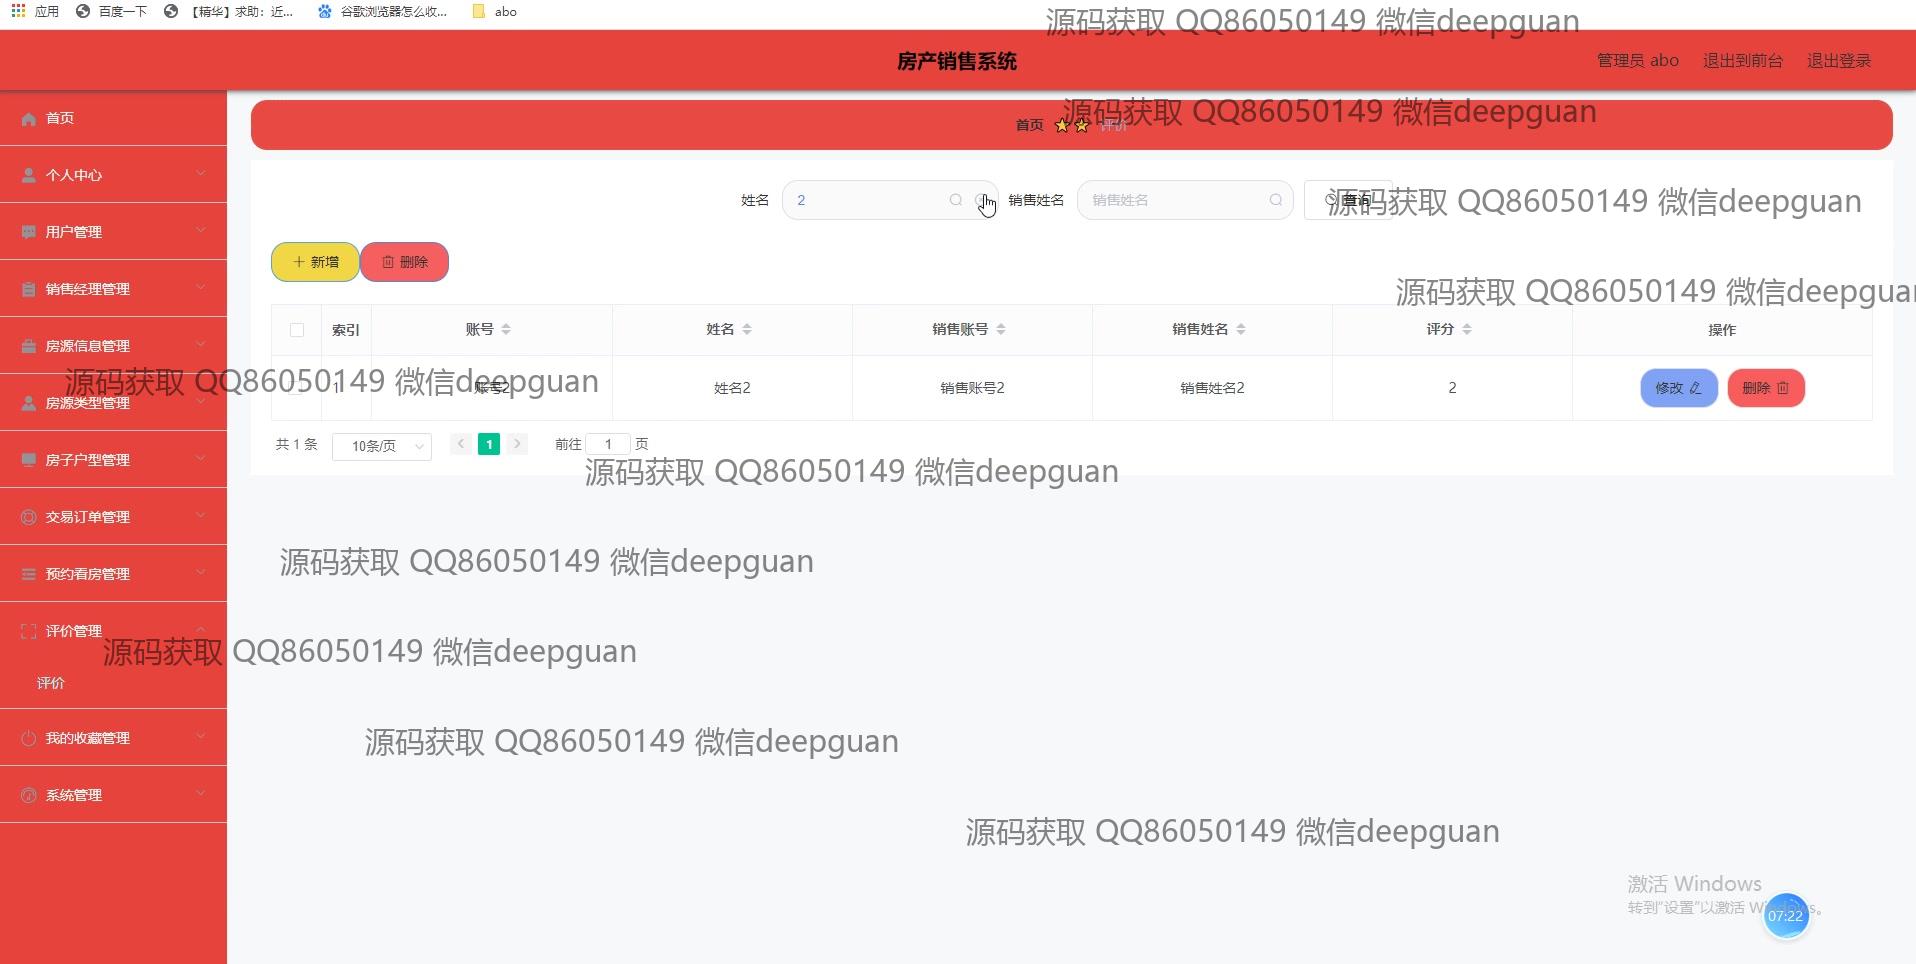 应用 百度一下 【精华】求助：近... 谷歌浏览器怎么收... abo
源码获取 QQ86050149 微信deepguan
房产销售系统
管理员 abo 退出到前台 退出登录
首页
源码获取 QQ86050149 微信deepguan
首页 评价
个人中心
姓名 2 销售姓名 销售姓名 查询
源码获取 QQ86050149 微信deepguan
用户管理
新增 删除
销售经理管理
源码获取 QQ86050149 微信deepguan
索引 账号 姓名 销售账号 销售姓名 评分 操作
房源信息管理
源码获取 QQ86050149 微信deepguan
1 账号2 姓名2 销售账号2 销售姓名2 2 修改 删除
房源类型管理
共 1 条 10条/页 1 前往 1 页
房子户型管理
源码获取 QQ86050149 微信deepguan
交易订单管理
源码获取 QQ86050149 微信deepguan
预约看房管理
评价管理
源码获取 QQ86050149 微信deepguan
评价
我的收藏管理
源码获取 QQ86050149 微信deepguan
系统管理
源码获取 QQ86050149 微信deepguan
激活 Windows
转到"设置"以激活 Windows。
07:22